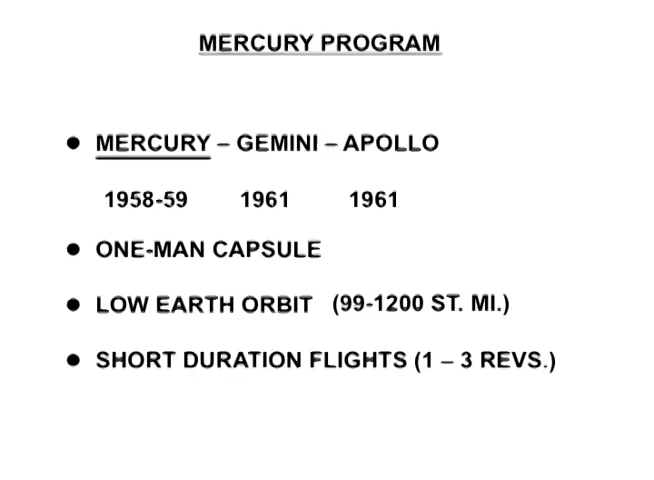 MERCURY PROGRAM
● MERCURY – GEMINI – APOLLO
1958-59 1961 1961
● ONE-MAN CAPSULE
● LOW EARTH ORBIT (99-1200 ST. MI.)
● SHORT DURATION FLIGHTS (1 – 3 REVS.)